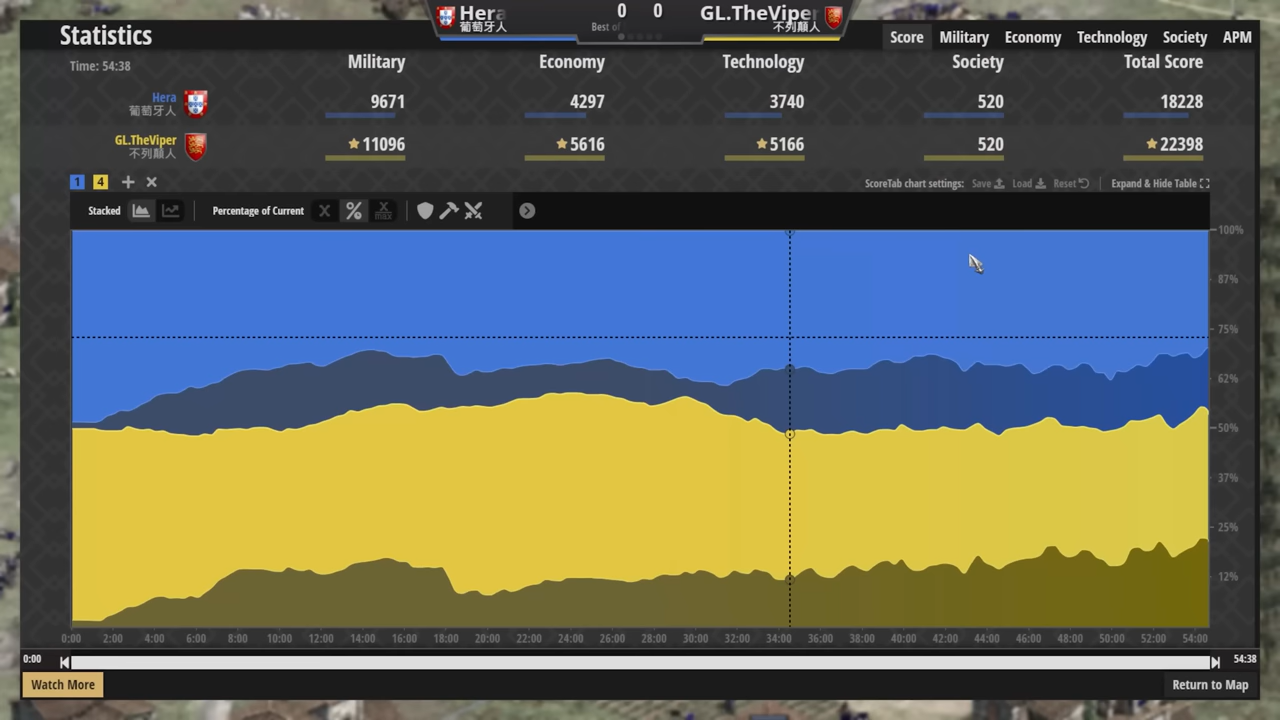 Hera 0 0 GL.TheViper
葡萄牙人 Best of 不列顛人
Statistics
Score Military Economy Technology Society APM
Time: 54:38 Military Economy Technology Society Total Score
Hera
葡萄牙人 9671 4297 3740 520 18228
GL.TheViper
不列顛人 11096 5616 5166 520 22398
1 4 ScoreTab chart settings: Save Load Reset Expand & Hide Table
Stacked Percentage of Current X % X max
100%
87%
75%
62%
50%
37%
25%
12%
0:00 2:00 4:00 6:00 8:00 10:00 12:00 14:00 16:00 18:00 20:00 22:00 24:00 26:00 28:00 30:00 32:00 34:00 36:00 38:00 40:00 42:00 44:00 46:00 48:00 50:00 52:00 54:00
0:00 54:38
Watch More Return to Map